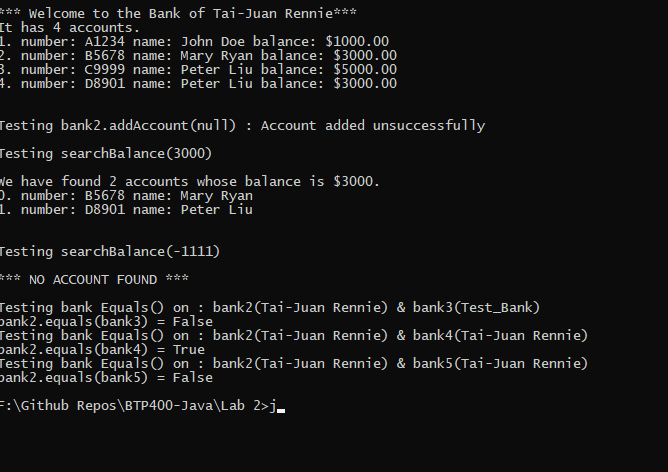 *** Welcome to the Bank of Tai-Juan Rennie***
It has 4 accounts.
1. number: A1234 name: John Doe balance: $1000.00
2. number: B5678 name: Mary Ryan balance: $3000.00
3. number: C9999 name: Peter Liu balance: $5000.00
4. number: D8901 name: Peter Liu balance: $3000.00
Testing bank2.addAccount(null) : Account added unsuccessfully
Testing searchBalance(3000)
We have found 2 accounts whose balance is $3000.
0. number: B5678 name: Mary Ryan
1. number: D8901 name: Peter Liu
Testing searchBalance(-1111)
*** NO ACCOUNT FOUND ***
Testing bank Equals() on : bank2(Tai-Juan Rennie) & bank3(Test_Bank)
bank2.equals(bank3) = False
Testing bank Equals() on : bank2(Tai-Juan Rennie) & bank4(Tai-Juan Rennie)
bank2.equals(bank4) = True
Testing bank Equals() on : bank2(Tai-Juan Rennie) & bank5(Tai-Juan Rennie)
bank2.equals(bank5) = False
F:\Github Repos\BTP400-Java\Lab 2>j